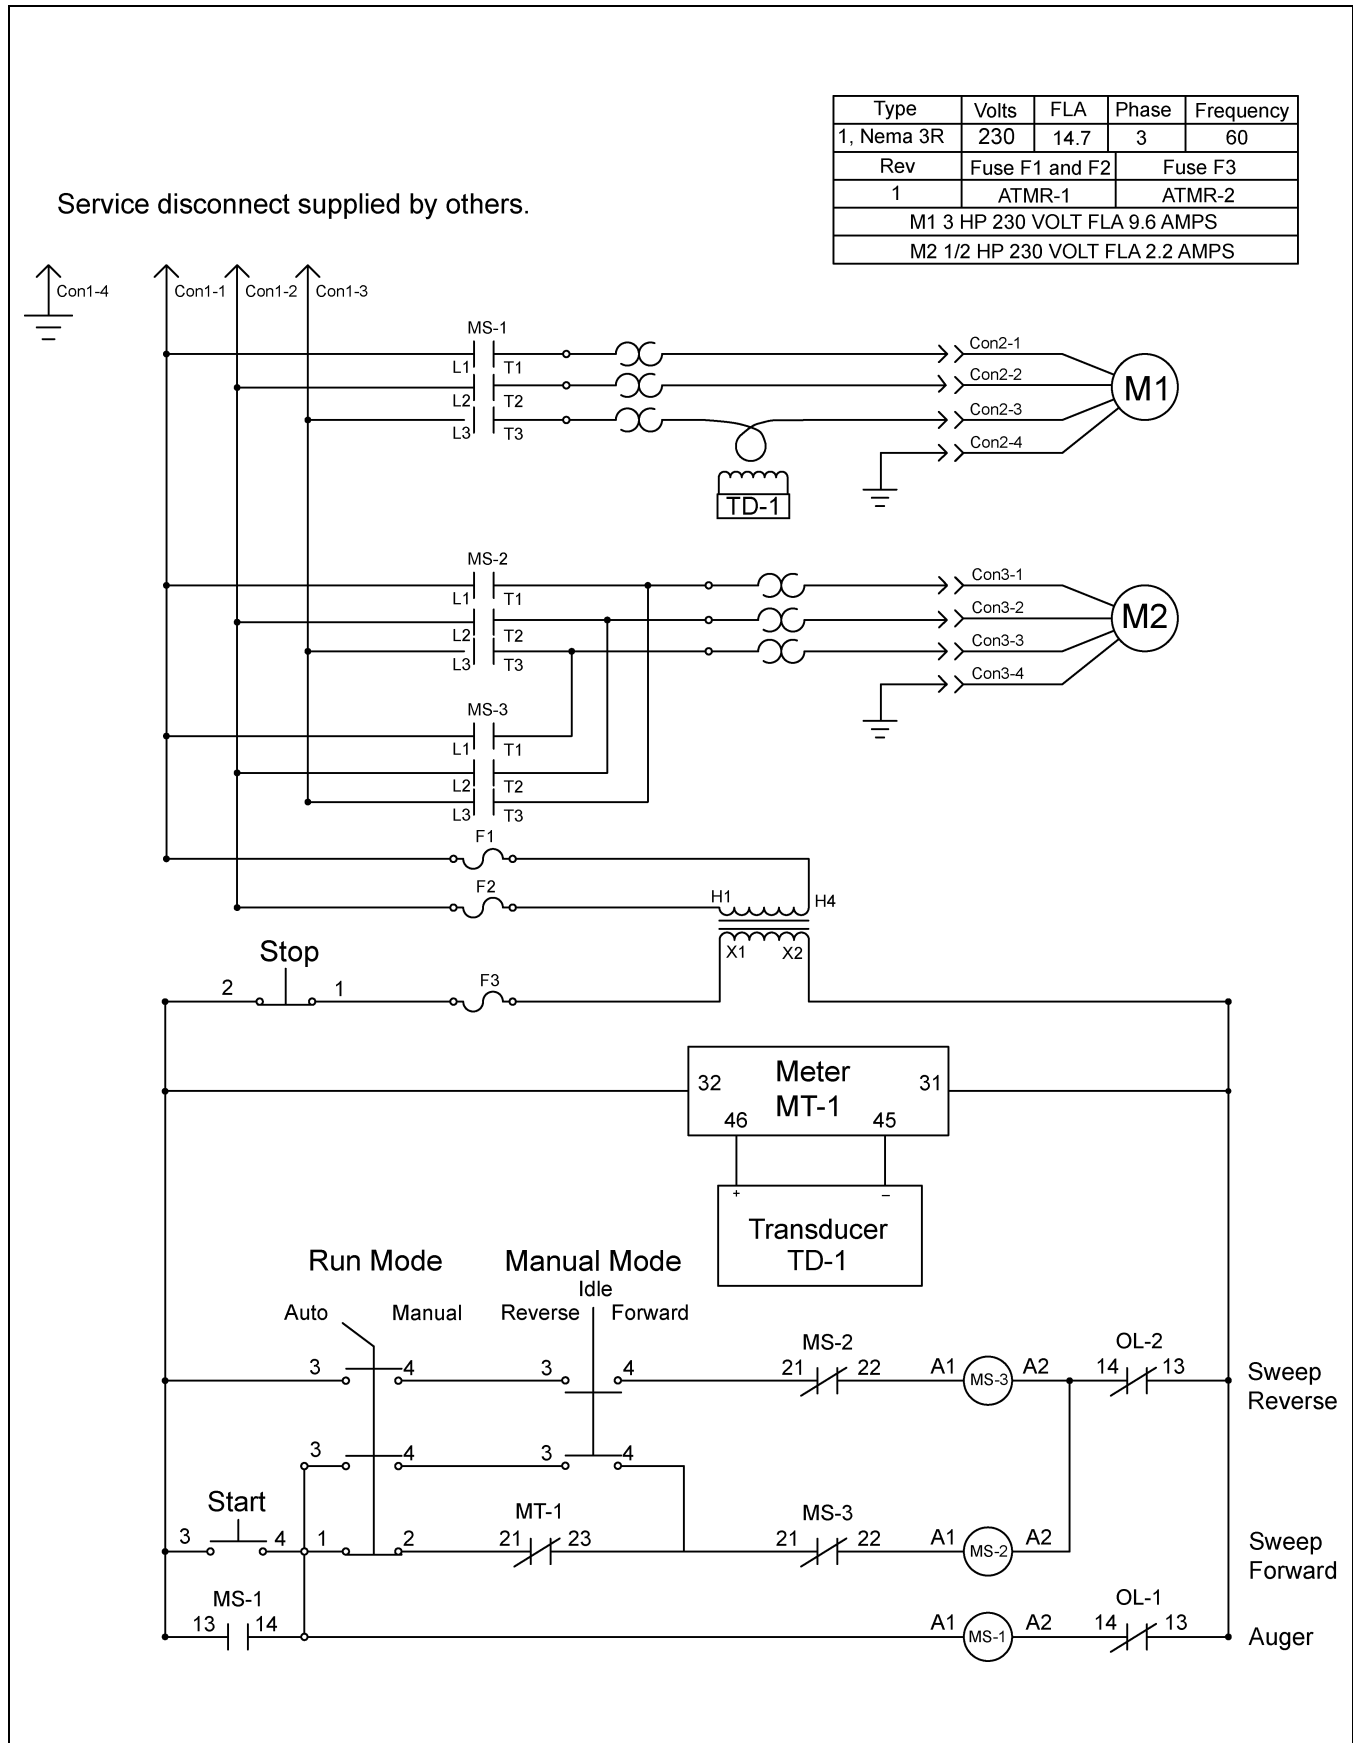 Type Volts FLA Phase Frequency
1, Nema 3R 230 14.7 3 60
Rev Fuse F1 and F2 Fuse F3
1 ATMR-1 ATMR-2
M1 3 HP 230 VOLT FLA 9.6 AMPS
M2 1/2 HP 230 VOLT FLA 2.2 AMPS
Service disconnect supplied by others.
Con1-4 Con1-1 Con1-2 Con1-3
MS-1
L1 T1
L2 T2
L3 T3
Con2-1
Con2-2
Con2-3
Con2-4
M1
TD-1
MS-2
L1 T1
L2 T2
L3 T3
Con3-1
Con3-2
Con3-3
Con3-4
M2
MS-3
L1 T1
L2 T2
L3 T3
F1
F2
H1 H4
X1 X2
Stop
2 1
F3
Meter
MT-1
32 31
46 45
+ –
Transducer
TD-1
Run Mode
Auto Manual
Manual Mode
Idle
Reverse Forward
3 4 3 4
MS-2
21 22
A1 MS-3 A2
OL-2
14 13
Sweep
Reverse
3 4 3 4
Start
3 4 1 2
MT-1
21 23
MS-3
21 22
A1 MS-2 A2
Sweep
Forward
MS-1
13 14
A1 MS-1 A2
OL-1
14 13
Auger